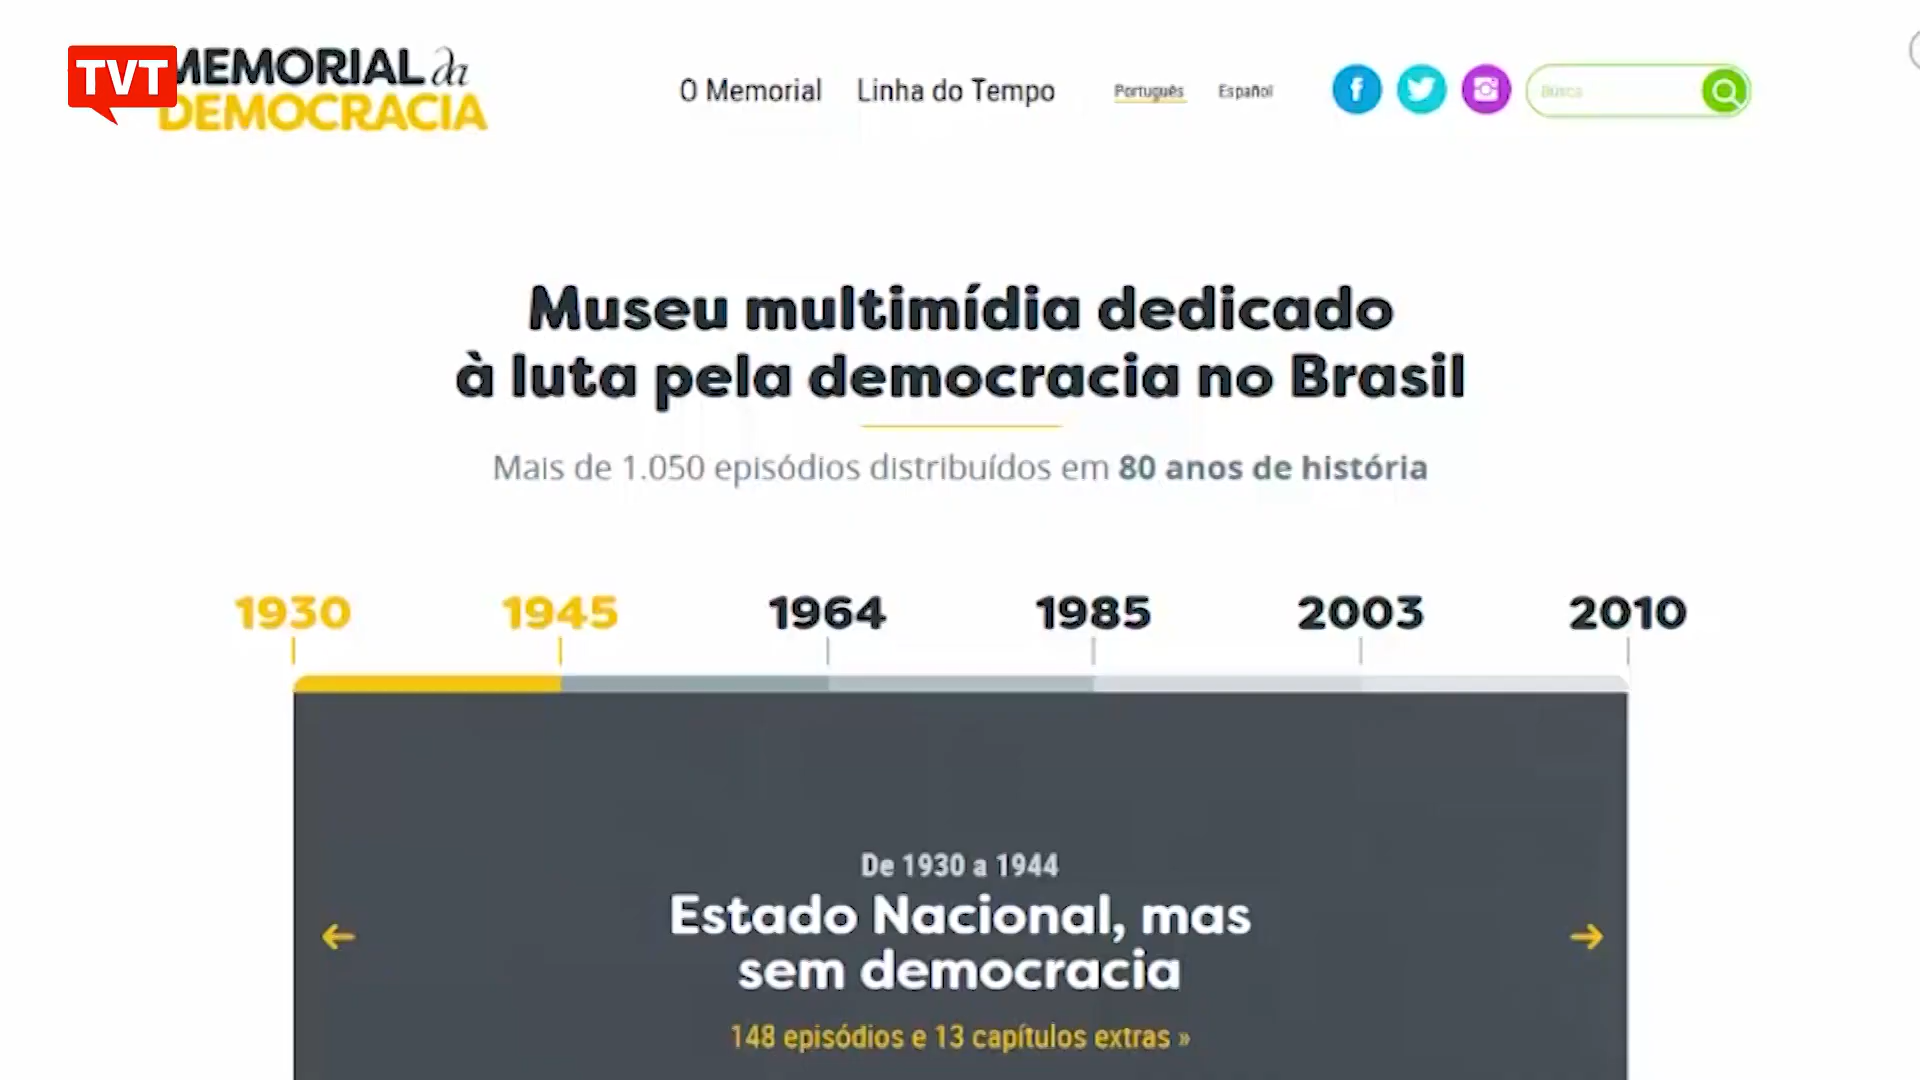 TVT
MEMORIAL da
DEMOCRACIA
O Memorial Linha do Tempo Português Español Busca
Museu multimídia dedicado
à luta pela democracia no Brasil
Mais de 1.050 episódios distribuídos em 80 anos de história
1930 1945 1964 1985 2003 2010
De 1930 a 1944
Estado Nacional, mas
sem democracia
148 episódios e 13 capítulos extras »